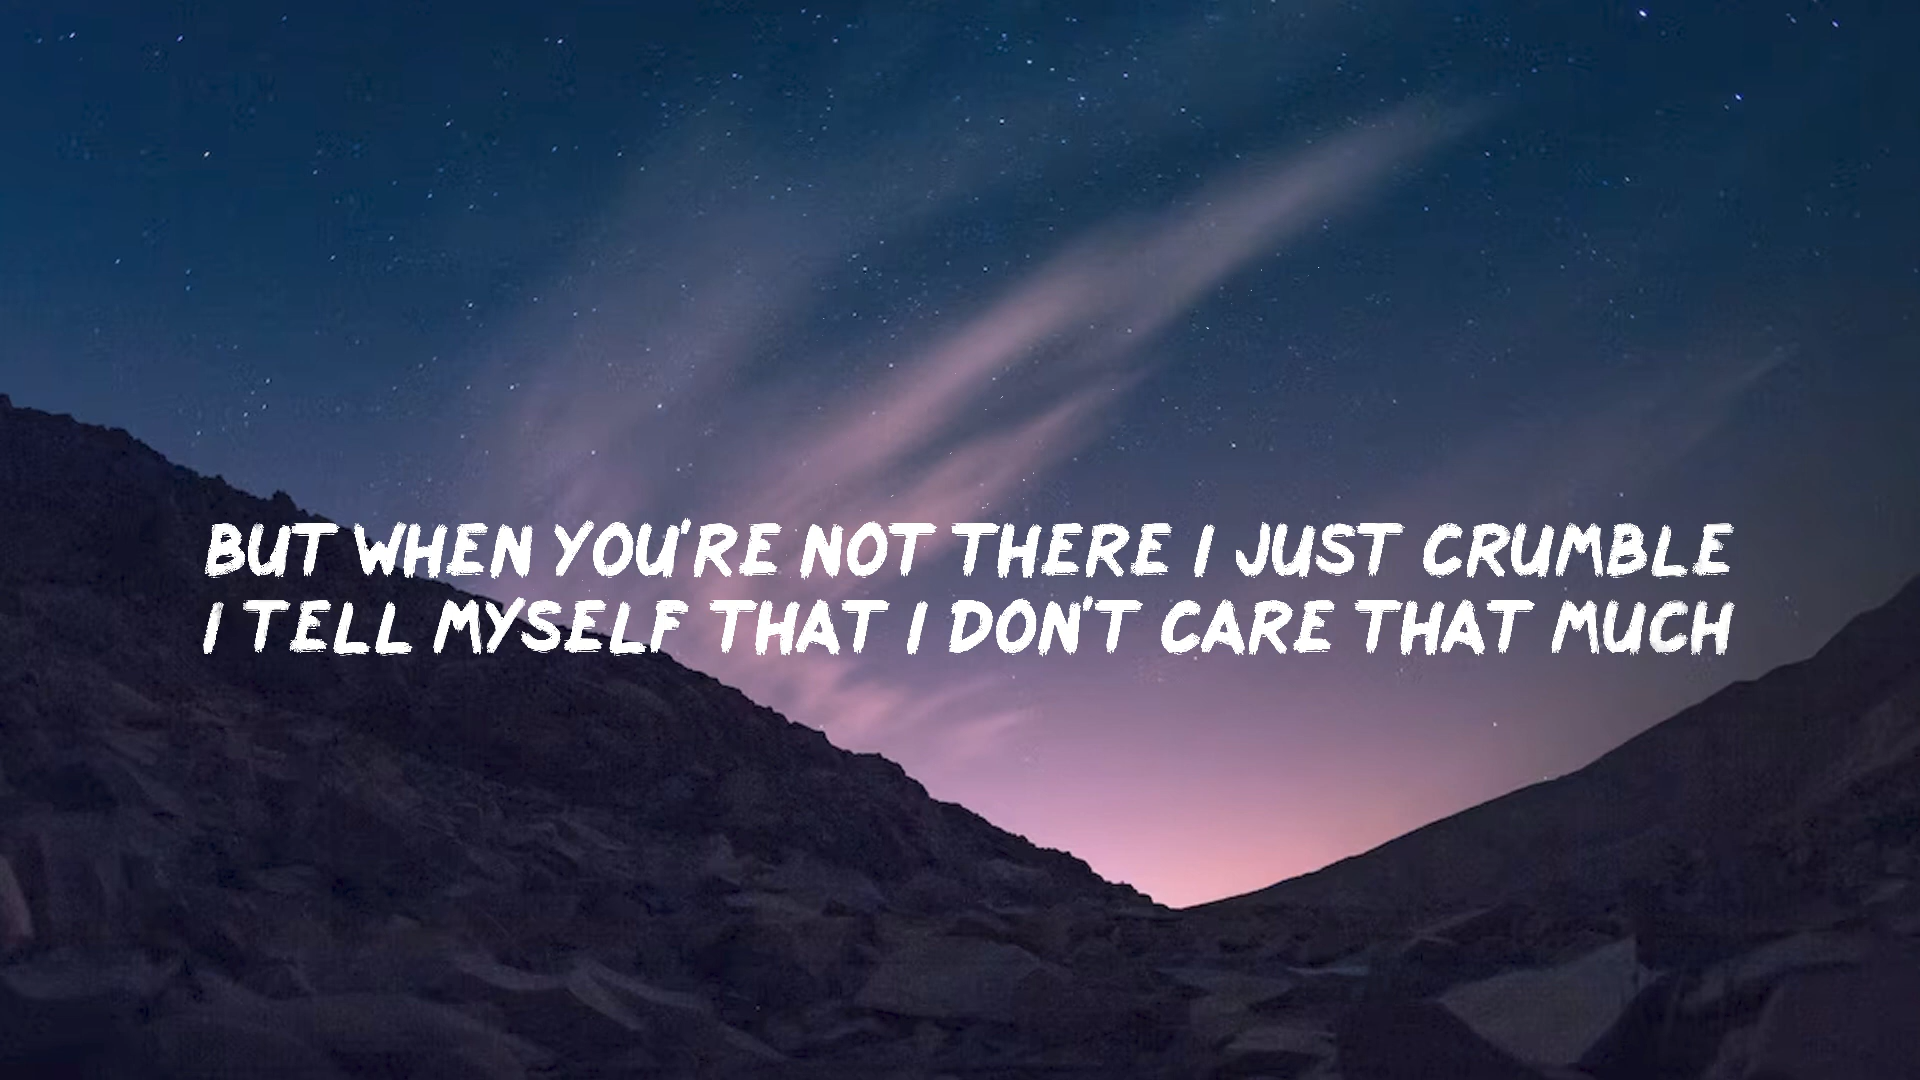 BUT WHEN YOU'RE NOT THERE I JUST CRUMBLE
I TELL MYSELF THAT I DON'T CARE THAT MUCH